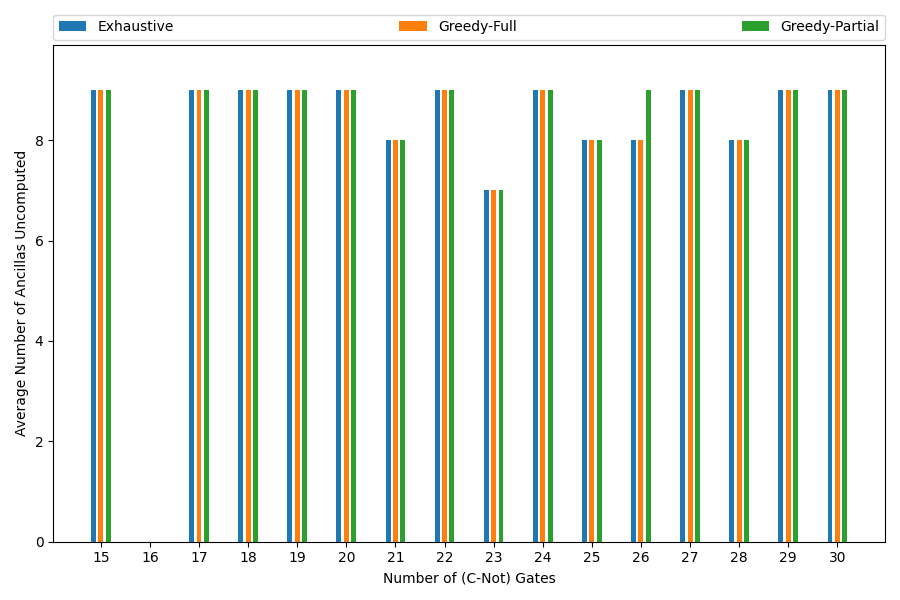 Exhaustive Greedy-Full Greedy-Partial
Average Number of Ancillas Uncomputed
8
6
4
2
0
15 16 17 18 19 20 21 22 23 24 25 26 27 28 29 30
Number of (C-Not) Gates